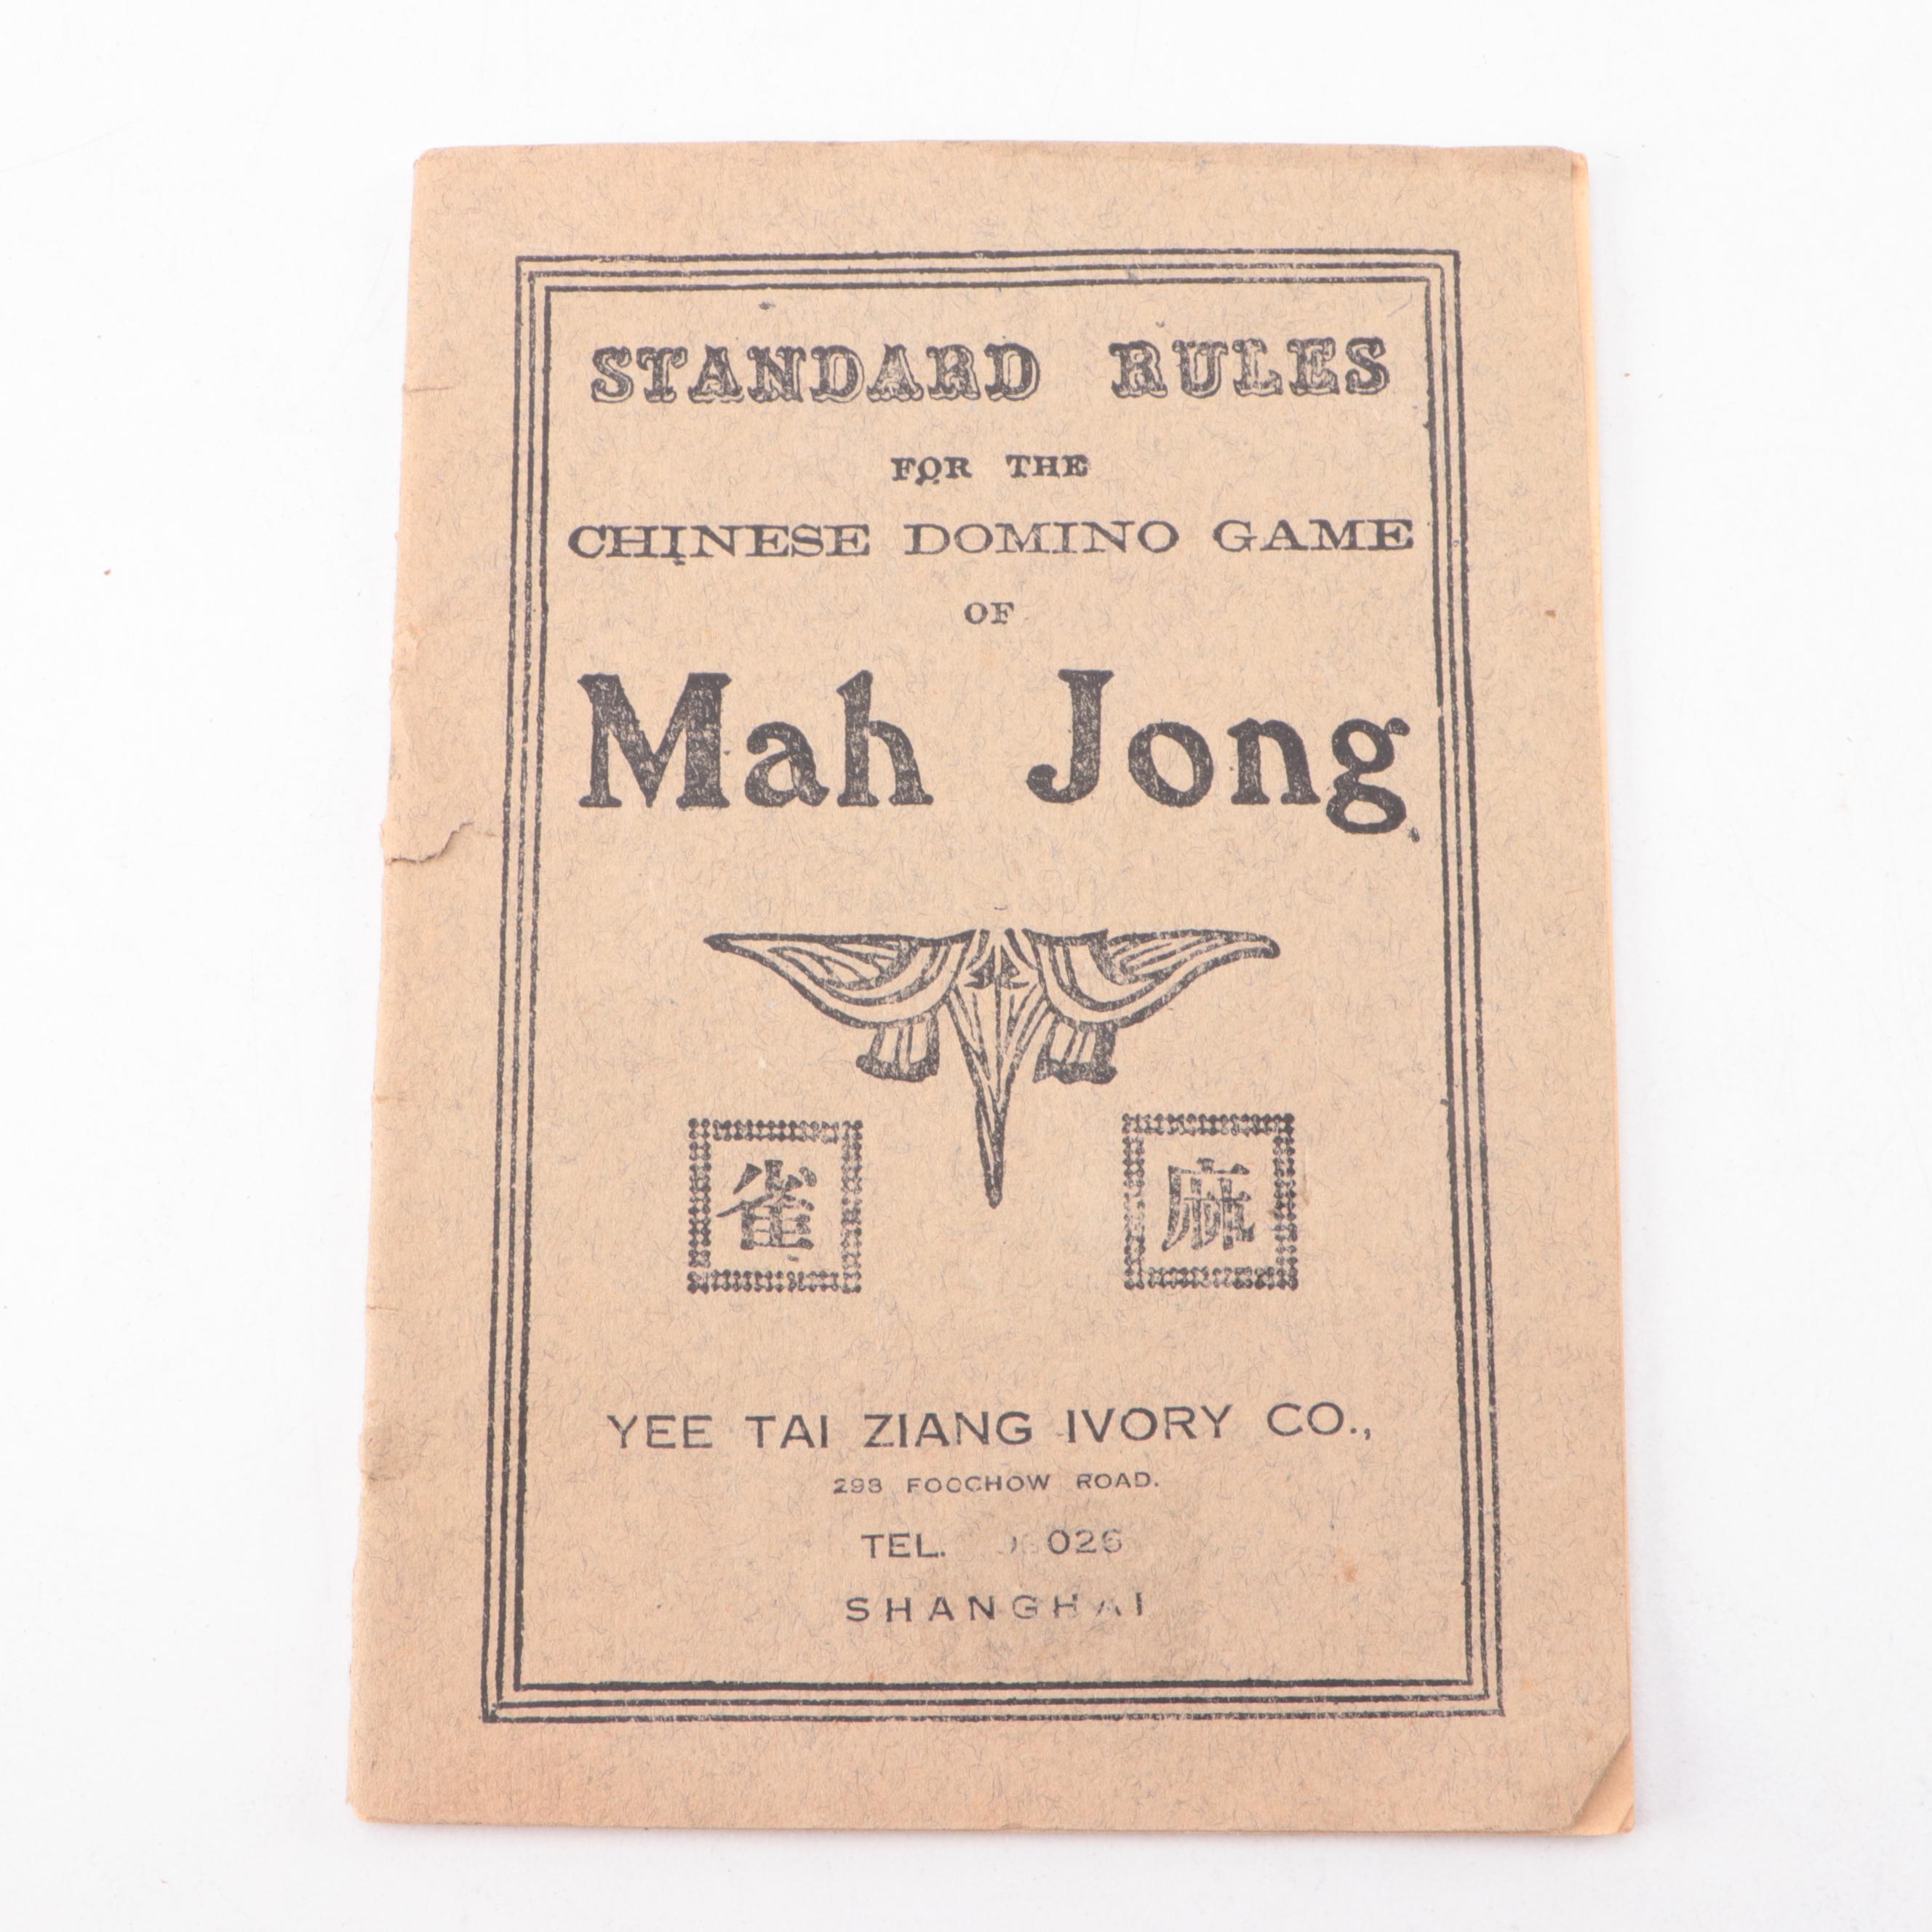 STANDARD RULES
FOR THE
CHINESE DOMINO GAME
OF
Mah Jong
雀 麻
YEE TAI ZIANG IVORY CO.,
FOOCHOW ROAD.
TEL.
SHANGHAI